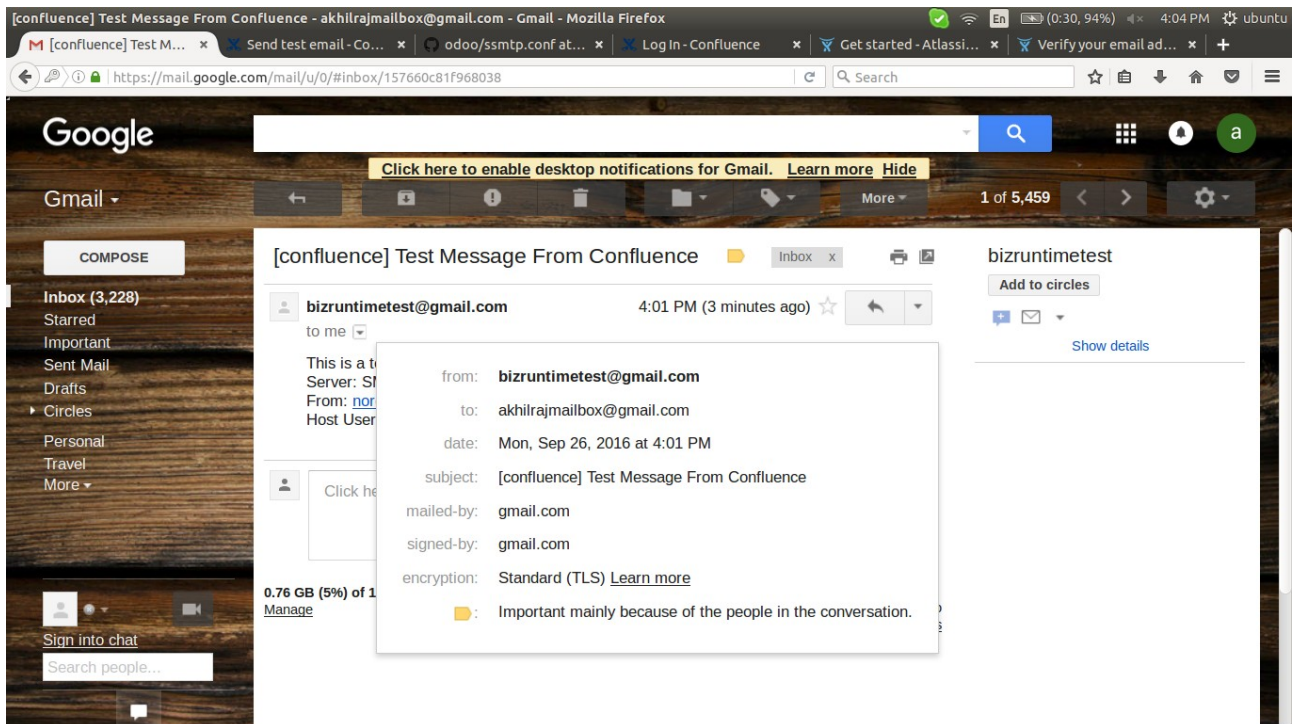 [confluence] Test Message From Confluence - akhilrajmailbox@gmail.com - Gmail - Mozilla Firefox
En (0:30, 94%) 4:04 PM ubuntu
[confluence] Test M... × Send test email - Co... × odoo/ssmtp.conf at... × Log In - Confluence × Get started - Atlassi... × Verify your email ad... × +
https://mail.google.com/mail/u/0/#inbox/157660c81f968038 Search
Google
a
Click here to enable desktop notifications for Gmail. Learn more Hide
Gmail
More
1 of 5,459
COMPOSE
[confluence] Test Message From Confluence
Inbox x
bizruntimetest
Add to circles
Show details
Inbox (3,228)
Starred
Important
Sent Mail
Drafts
Circles
Personal
Travel
More
bizruntimetest@gmail.com 4:01 PM (3 minutes ago)
to me
This is a
Server:
From:
Host User
Click
from: bizruntimetest@gmail.com
to: akhilrajmailbox@gmail.com
date: Mon, Sep 26, 2016 at 4:01 PM
subject: [confluence] Test Message From Confluence
mailed-by: gmail.com
signed-by: gmail.com
encryption: Standard (TLS) Learn more
: Important mainly because of the people in the conversation.
0.76 GB (5%) of
Manage
Sign into chat
Search people...